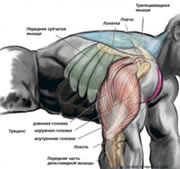 Трапециевидная
мышца
Плечо
Лопатка
Передняя зубчатая
мышца
длинная головка
Трицепс
наружная головка
внутренняя головка
Локоть
Передняя часть
дельтовидной мышцы